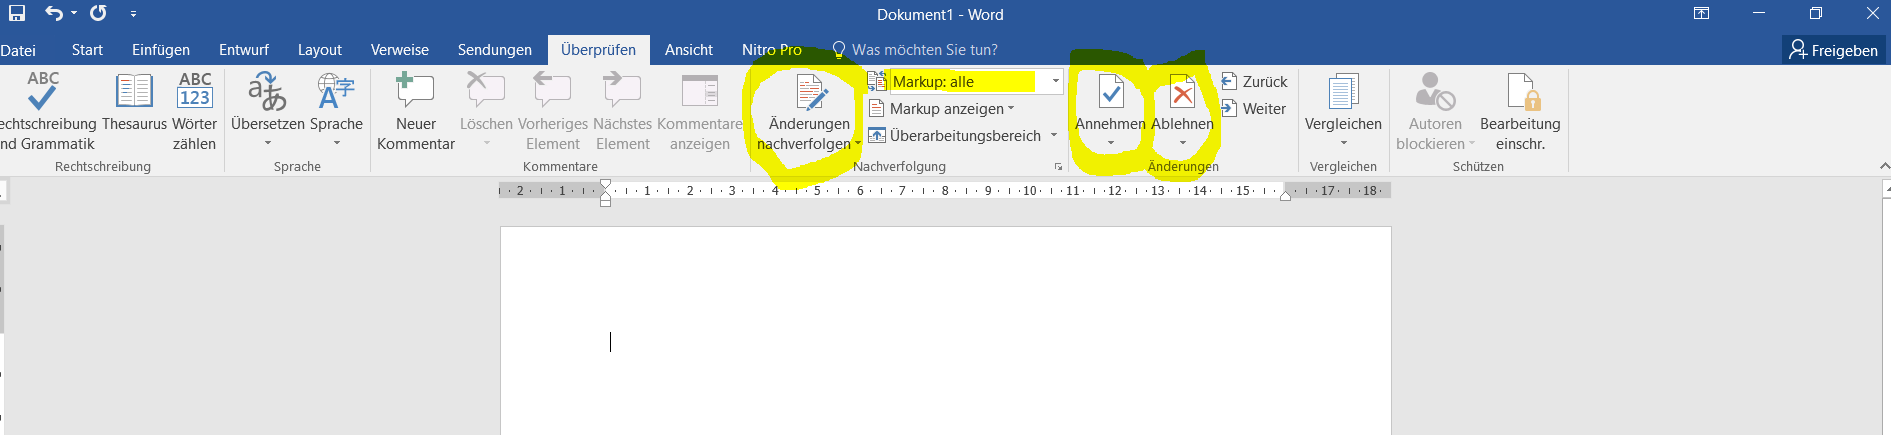 Dokument1 - Word
Datei Start Einfügen Entwurf Layout Verweise Sendungen Überprüfen Ansicht Nitro Pro Was möchten Sie tun? Freigeben
ABC
echtschreibung
nd Grammatik
Thesaurus
ABC
123
Wörter
zählen
Rechtschreibung
Übersetzen
Sprache
Sprache
Neuer
Kommentar
Löschen
Vorheriges
Element
Nächstes
Element
Kommentare
anzeigen
Kommentare
Änderungen
nachverfolgen
Markup: alle
Markup anzeigen
Überarbeitungsbereich
Nachverfolgung
Annehmen
Ablehnen
Zurück
Weiter
Änderungen
Vergleichen
Vergleichen
Autoren
blockieren
Bearbeitung
einschr.
Schützen
2 1 1 2 3 4 5 6 7 8 9 10 11 12 13 14 15 17 18